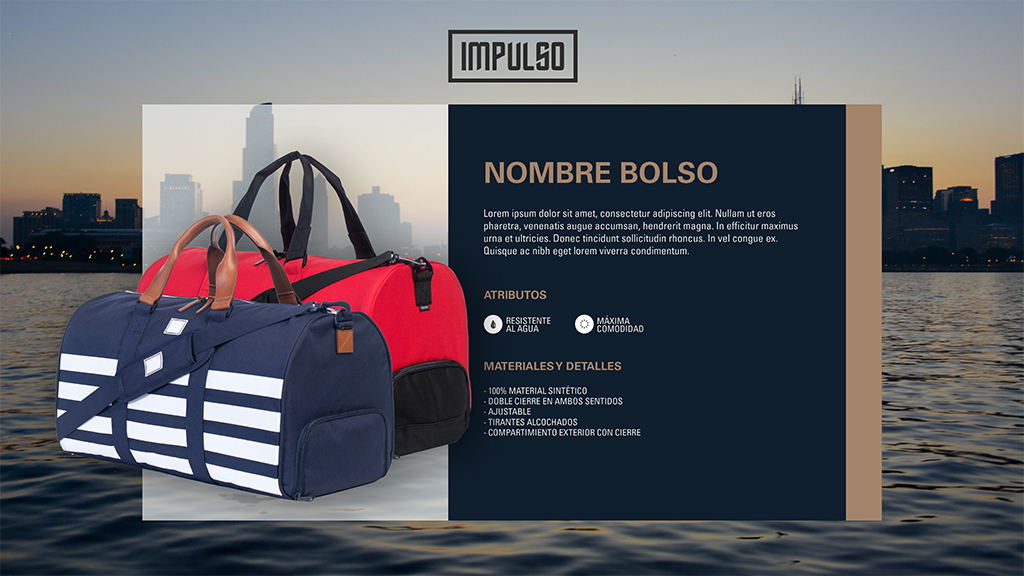 IMPULSO
NOMBRE BOLSO
Lorem ipsum dolor sit amet, consectetur adipiscing elit. Nullam ut eros
pharetra, venenatis augue accumsan, hendrerit magna. In efficitur maximus
urna et ultricies. Donec tincidunt sollicitudin rhoncus. In vel congue ex.
Quisque ac nibh eget lorem viverra condimentum.
ATRIBUTOS
RESISTENTE
AL AGUA
MÁXIMA
COMODIDAD
MATERIALES Y DETALLES
- 100% MATERIAL SINTÉTICO
- DOBLE CIERRE EN AMBOS SENTIDOS
- AJUSTABLE
- TIRANTES ALCOCHADOS
- COMPARTIMIENTO EXTERIOR CON CIERRE